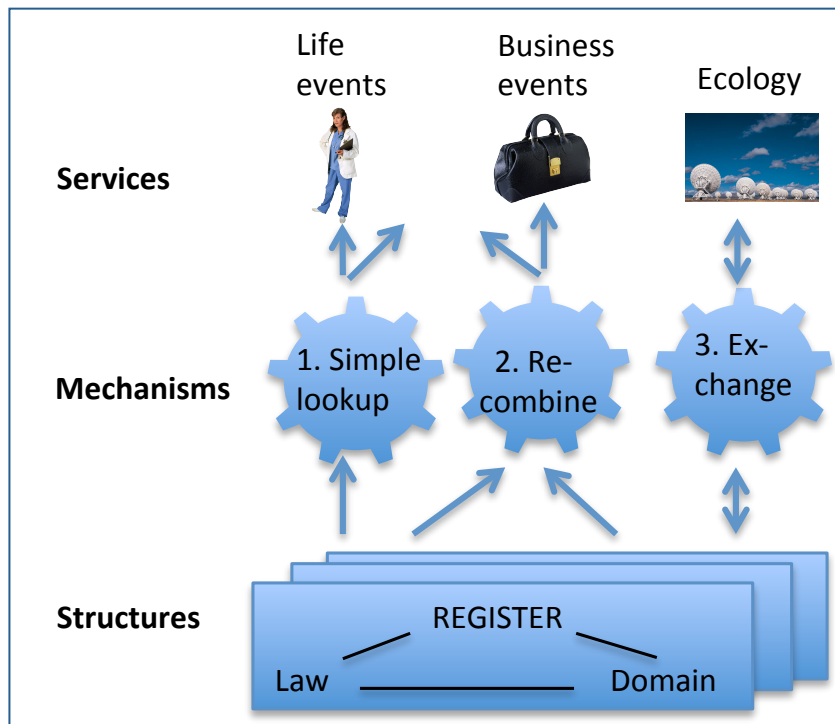 Life
events
Business
events
Ecology
Services
1. Simple
lookup
2. Re-
combine
3. Ex-
change
Mechanisms
Structures
REGISTER
Law
Domain